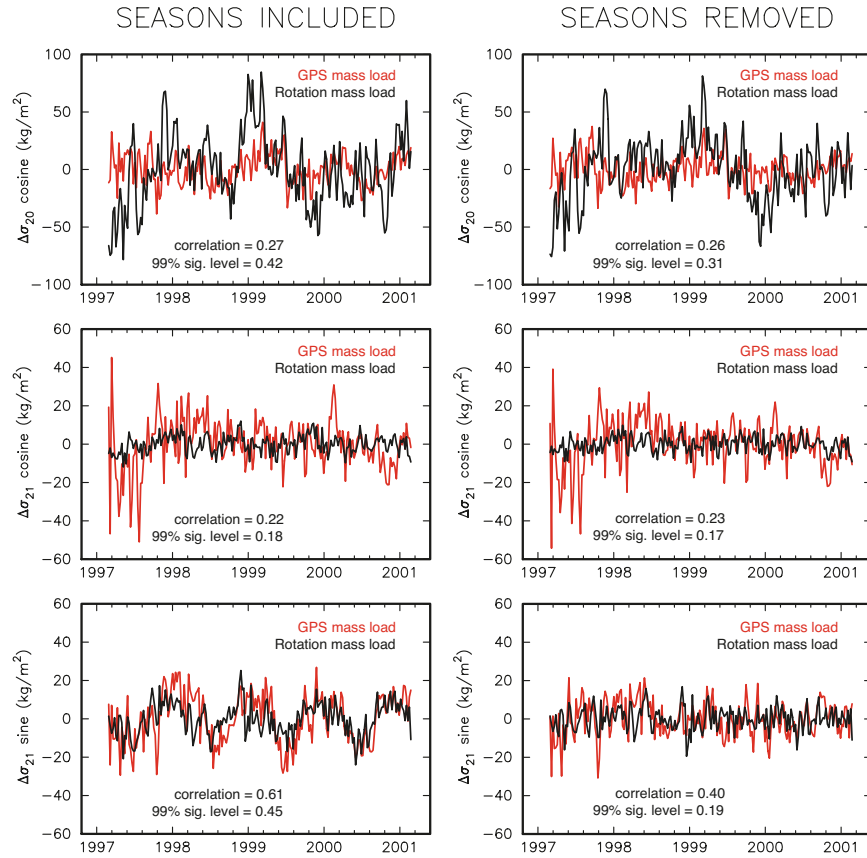 SEASONS INCLUDED
SEASONS REMOVED
Δσ20 cosine (kg/m²)
100
50
0
−50
−100
GPS mass load
Rotation mass load
correlation = 0.27
99% sig. level = 0.42
1997 1998 1999 2000 2001
Δσ20 cosine (kg/m²)
100
50
0
−50
−100
GPS mass load
Rotation mass load
correlation = 0.26
99% sig. level = 0.31
1997 1998 1999 2000 2001
Δσ21 cosine (kg/m²)
60
40
20
0
−20
−40
−60
GPS mass load
Rotation mass load
correlation = 0.22
99% sig. level = 0.18
1997 1998 1999 2000 2001
Δσ21 cosine (kg/m²)
60
40
20
0
−20
−40
−60
GPS mass load
Rotation mass load
correlation = 0.23
99% sig. level = 0.17
1997 1998 1999 2000 2001
Δσ21 sine (kg/m²)
60
40
20
0
−20
−40
−60
GPS mass load
Rotation mass load
correlation = 0.61
99% sig. level = 0.45
1997 1998 1999 2000 2001
Δσ21 sine (kg/m²)
60
40
20
0
−20
−40
−60
GPS mass load
Rotation mass load
correlation = 0.40
99% sig. level = 0.19
1997 1998 1999 2000 2001